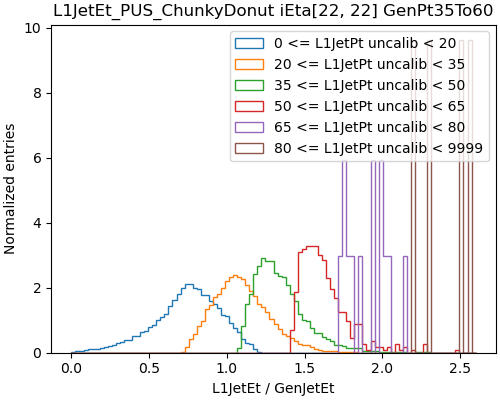 L1JetEt_PUS_ChunkyDonut iEta[22, 22] GenPt35To60
10
8
6
4
2
0
Normalized entries
0 <= L1JetPt uncalib < 20
20 <= L1JetPt uncalib < 35
35 <= L1JetPt uncalib < 50
50 <= L1JetPt uncalib < 65
65 <= L1JetPt uncalib < 80
80 <= L1JetPt uncalib < 9999
0.0 0.5 1.0 1.5 2.0 2.5
L1JetEt / GenJetEt